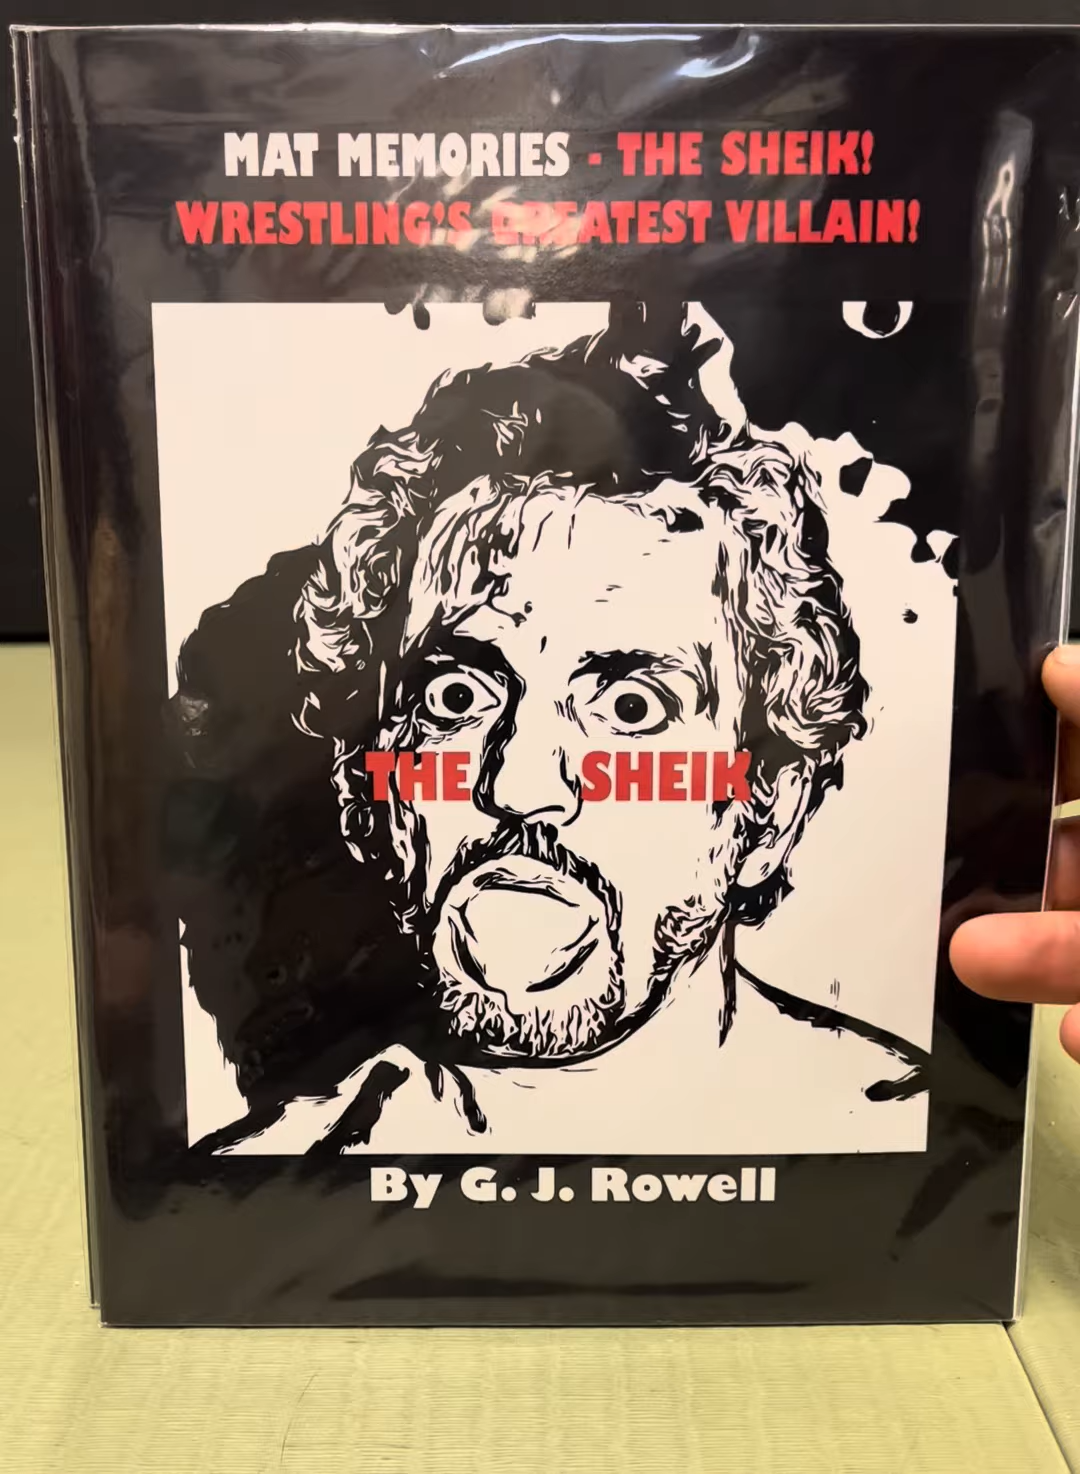 MAT MEMORIES - THE SHEIK!
WRESTLING'S GREATEST VILLAIN!
THE SHEIK
By G. J. Rowell